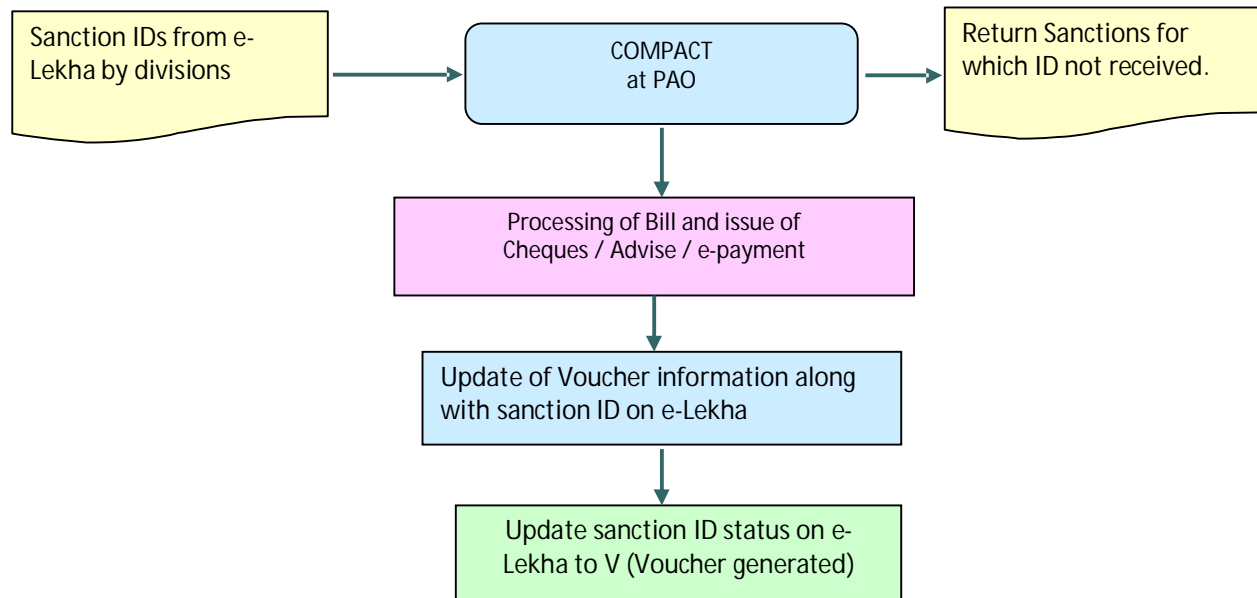 Sanction IDs from e-
Lekha by divisions
COMPACT
at PAO
Return Sanctions for
which ID not received.
Processing of Bill and issue of
Cheques / Advise / e-payment
Update of Voucher information along
with sanction ID on e-Lekha
Update sanction ID status on e-
Lekha to V (Voucher generated)